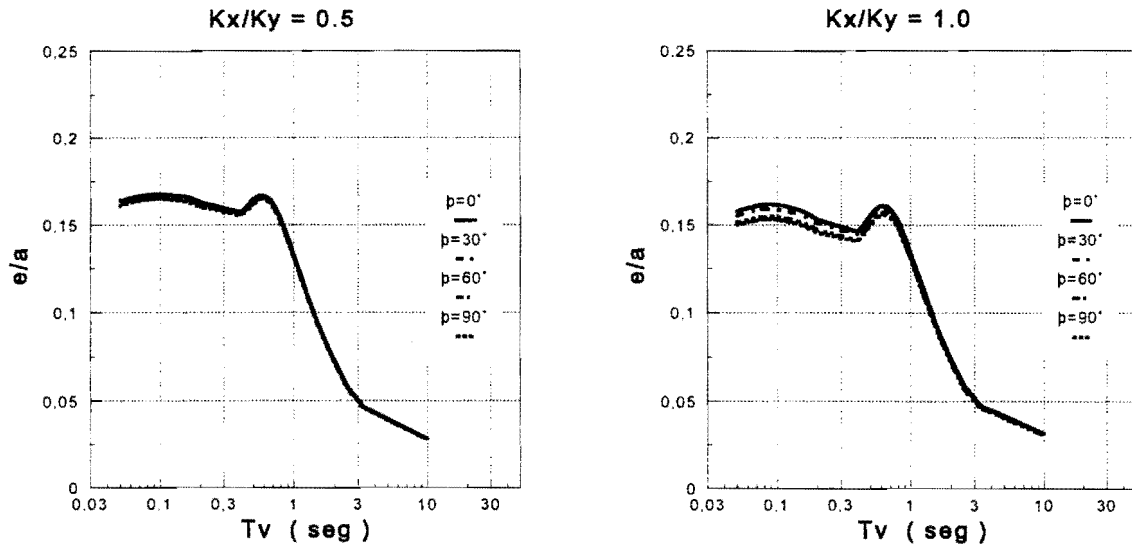 Kx/Ky = 0.5
0,25
0.2
0.15
0.1
0.05
0
e/a
0.03 0.1 0.3 1 3 10 30
Tv ( seg )
þ=0°
þ=30°
þ=60°
þ=90°
Kx/Ky = 1.0
0.25
0.2
0.15
0.1
0.05
0
e/a
0.03 0.1 0.3 1 3 10 30
Tv ( seg )
þ=0°
þ=30°
þ=60°
þ=90°